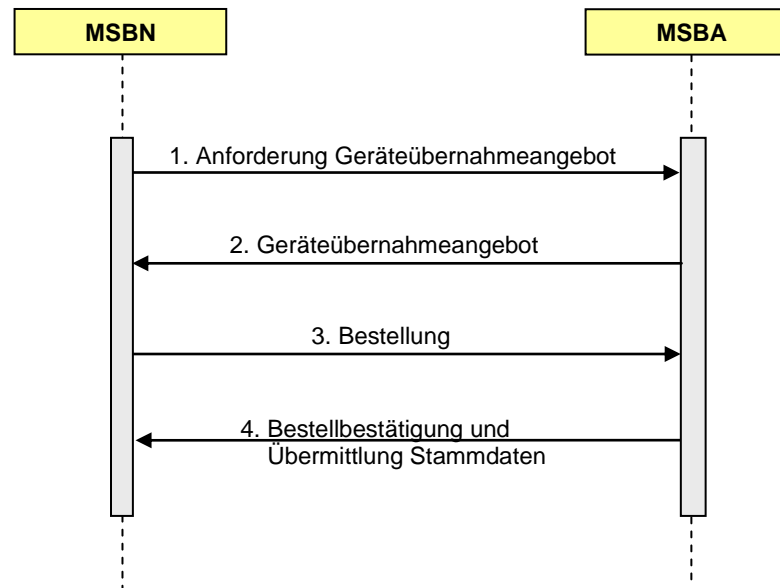 MSBN
MSBA
1. Anforderung Geräteübernahmeangebot
2. Geräteübernahmeangebot
3. Bestellung
4. Bestellbestätigung und
Übermittlung Stammdaten